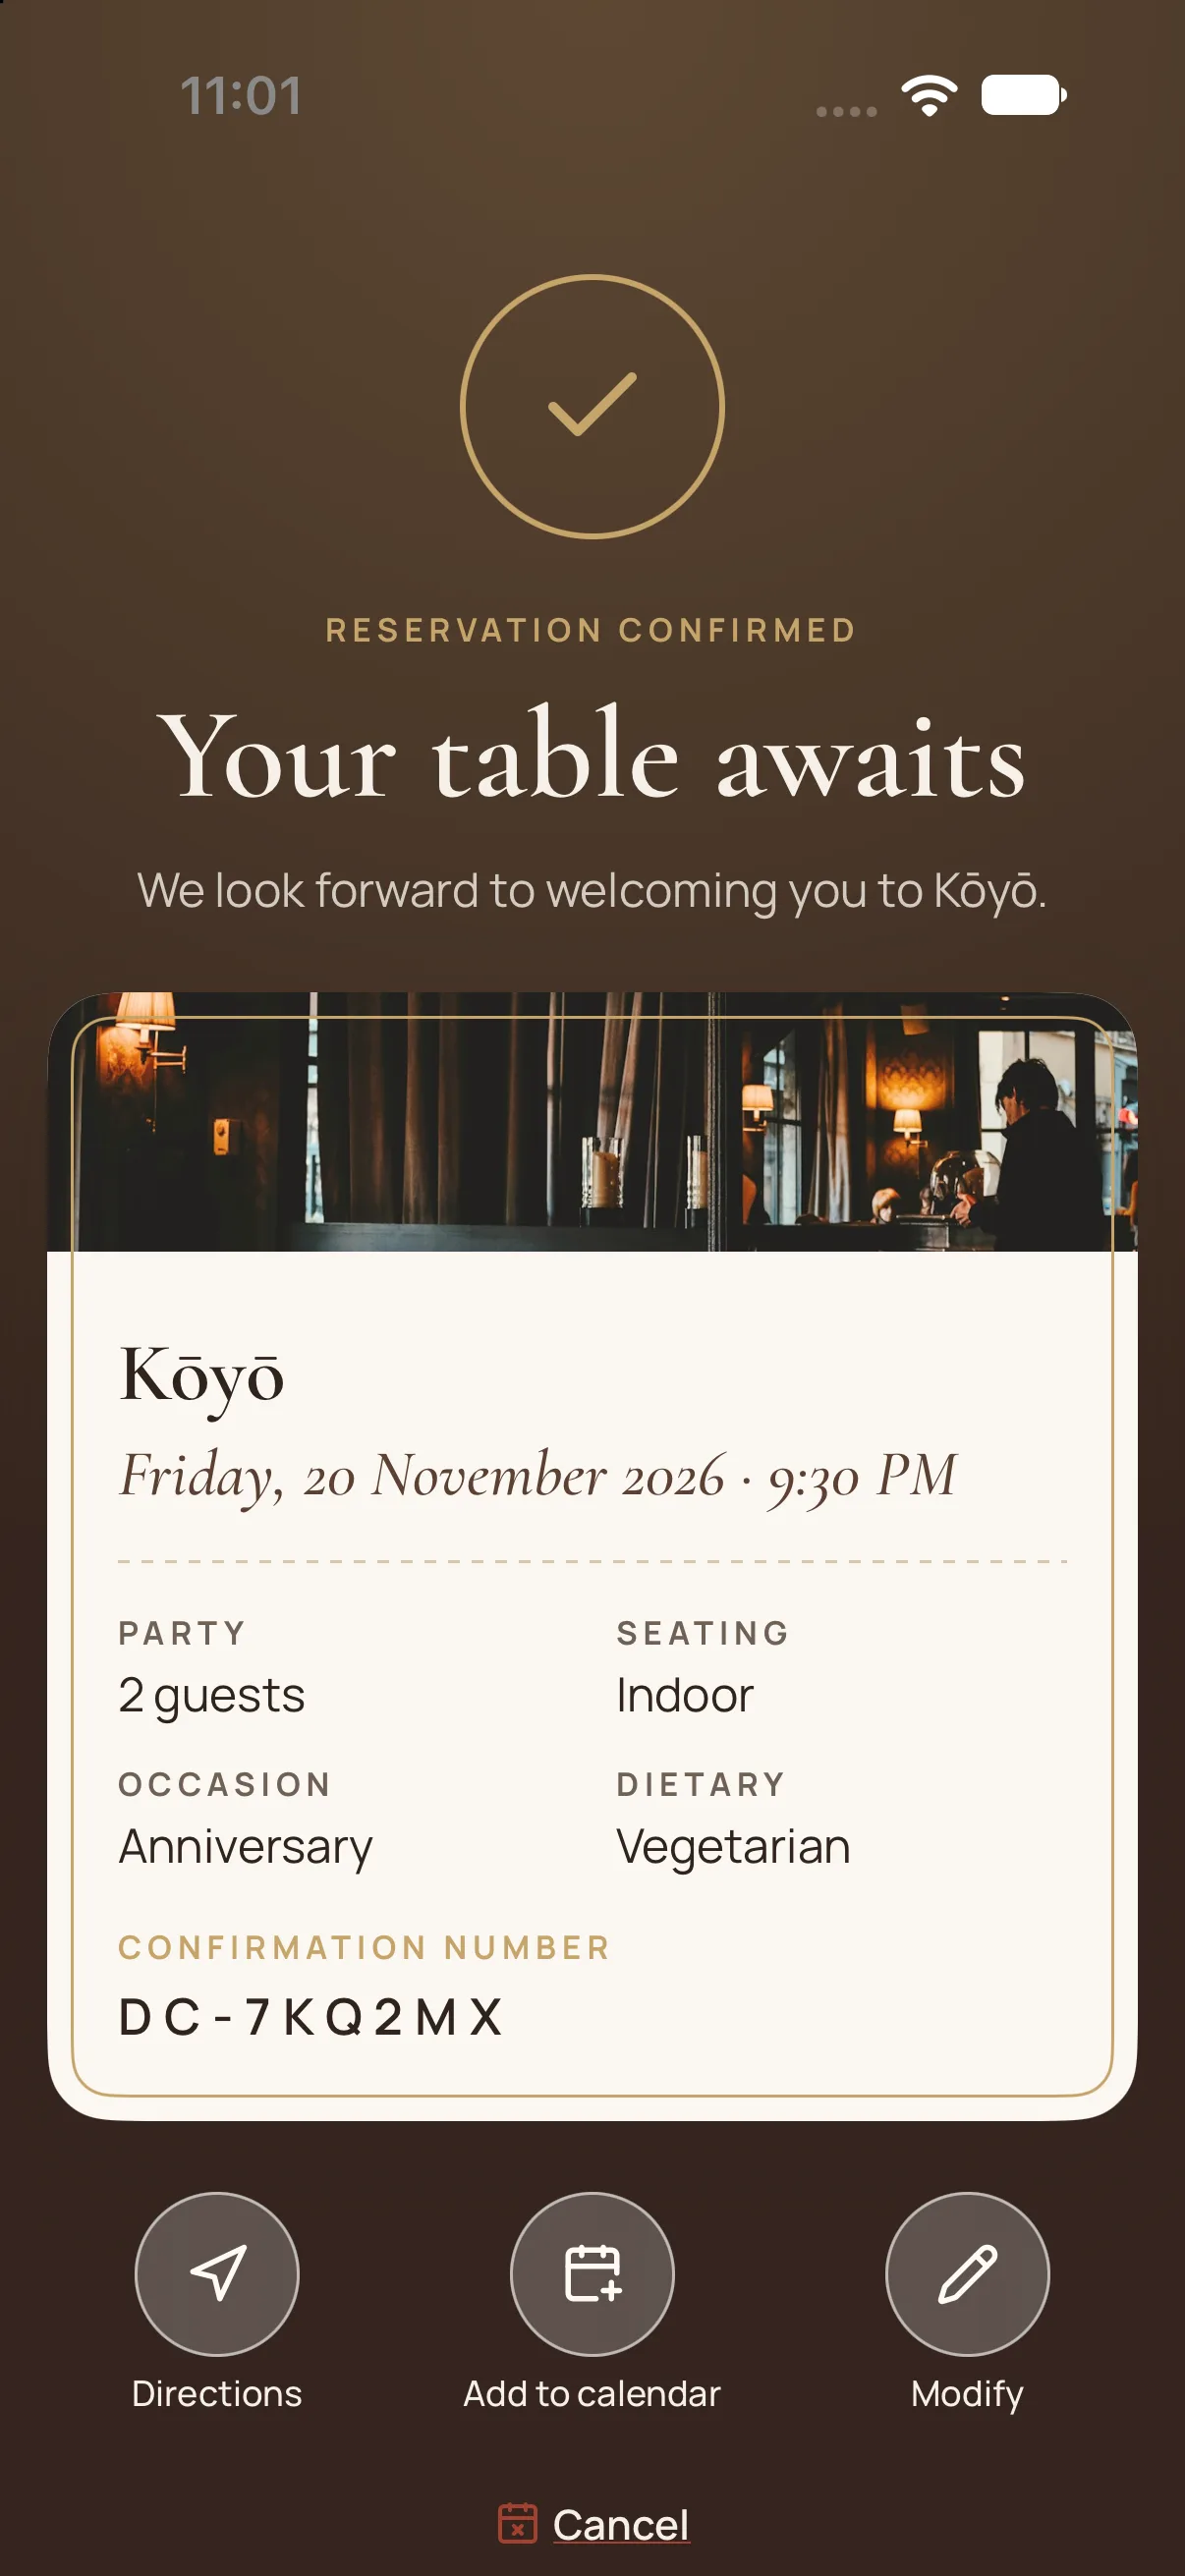 11:01
RESERVATION CONFIRMED
Your table awaits
We look forward to welcoming you to Kōyō.
Kōyō
Friday, 20 November 2026 · 9:30 PM
PARTY
2 guests
SEATING
Indoor
OCCASION
Anniversary
DIETARY
Vegetarian
CONFIRMATION NUMBER
DC-7KQ2MX
Directions
Add to calendar
Modify
Cancel